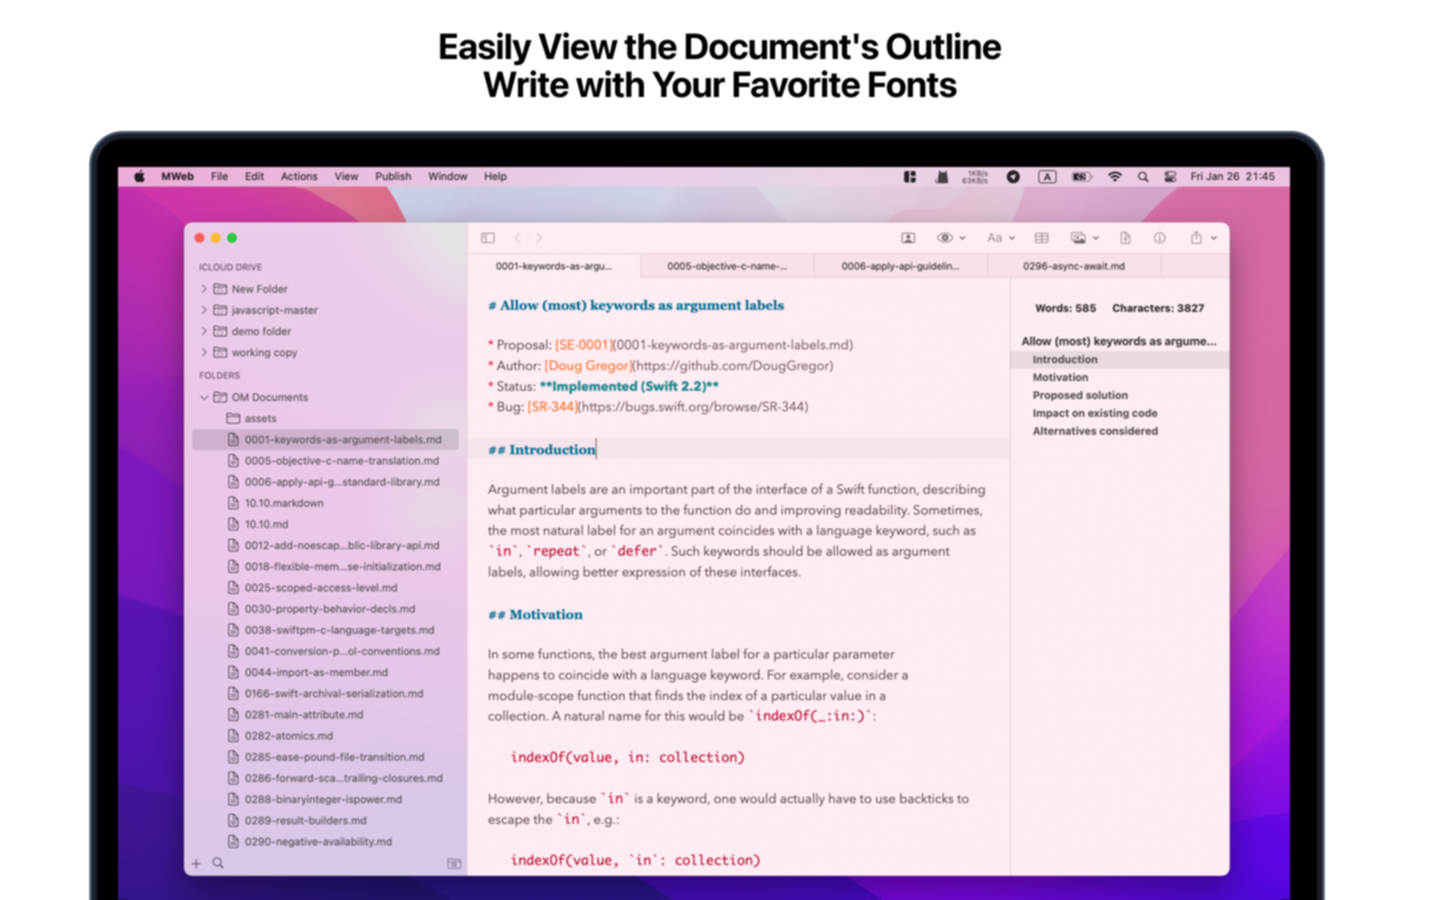 Easily View the Document's Outline
Write with Your Favorite Fonts
MWeb File Edit Actions View Publish Window Help
1KB/s
63KB/s
A
Fri Jan 26 21:45
Aa
ICLOUD DRIVE
New Folder
javascript-master
demo folder
working copy
FOLDERS
OM Documents
assets
0001-keywords-as-argument-labels.md
0005-objective-c-name-translation.md
0006-apply-api-g...standard-library.md
10.10.markdown
10.10.md
0012-add-noescap...blic-library-api.md
0018-flexible-mem...se-initialization.md
0025-scoped-access-level.md
0030-property-behavior-decls.md
0038-swiftpm-c-language-targets.md
0041-conversion-p...ol-conventions.md
0044-import-as-member.md
0166-swift-archival-serialization.md
0281-main-attribute.md
0282-atomics.md
0285-ease-pound-file-transition.md
0286-forward-sca...trailing-closures.md
0288-binaryinteger-ispower.md
0289-result-builders.md
0290-negative-availability.md
0001-keywords-as-argu... 0005-objective-c-name-... 0006-apply-api-guidelin... 0296-async-await.md
# Allow (most) keywords as argument labels
* Proposal: [SE-0001](0001-keywords-as-argument-labels.md)
* Author: [Doug Gregor](https://github.com/DougGregor)
* Status: **Implemented (Swift 2.2)**
* Bug: [SR-344](https://bugs.swift.org/browse/SR-344)
## Introduction
Argument labels are an important part of the interface of a Swift function, describing
what particular arguments to the function do and improving readability. Sometimes,
the most natural label for an argument coincides with a language keyword, such as
`in`, `repeat`, or `defer`. Such keywords should be allowed as argument
labels, allowing better expression of these interfaces.
## Motivation
In some functions, the best argument label for a particular parameter
happens to coincide with a language keyword. For example, consider a
module-scope function that finds the index of a particular value in a
collection. A natural name for this would be `indexOf(_:in:)`:
indexOf(value, in: collection)
However, because `in` is a keyword, one would actually have to use backticks to
escape the `in`, e.g.:
indexOf(value, `in`: collection)
Words: 585 Characters: 3827
Allow (most) keywords as argume...
Introduction
Motivation
Proposed solution
Impact on existing code
Alternatives considered